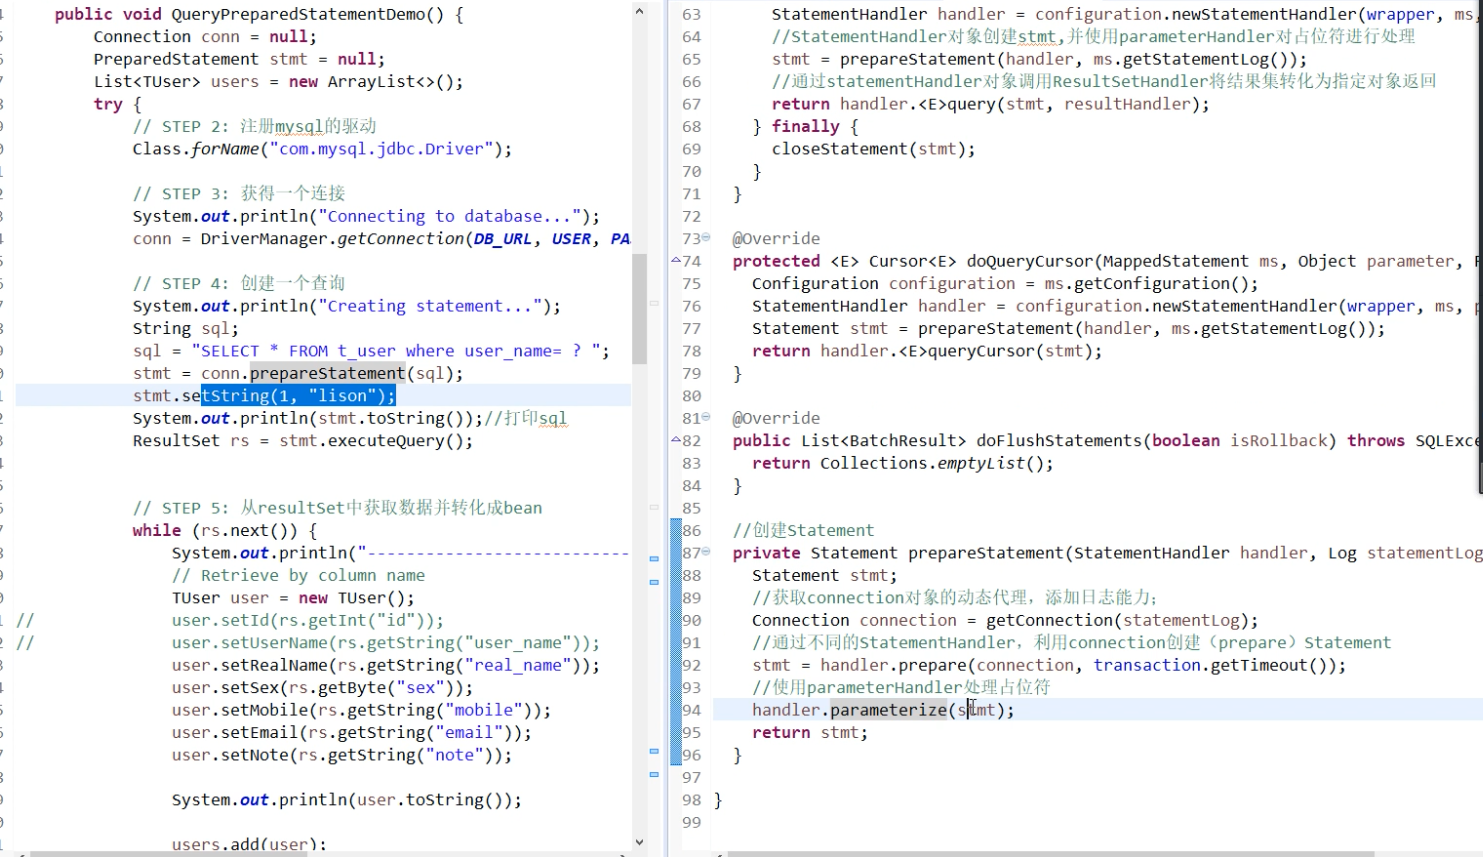 public void QueryPreparedStatementDemo() {
Connection conn = null;
PreparedStatement stmt = null;
List<TUser> users = new ArrayList<>();
try {
// STEP 2: 注册mysql的驱动
Class.forName("com.mysql.jdbc.Driver");
// STEP 3: 获得一个连接
System.out.println("Connecting to database...");
conn = DriverManager.getConnection(DB_URL, USER, PA
// STEP 4: 创建一个查询
System.out.println("Creating statement...");
String sql;
sql = "SELECT * FROM t_user where user_name= ? ";
stmt = conn.prepareStatement(sql);
stmt.setString(1, "lison");
System.out.println(stmt.toString());//打印sql
ResultSet rs = stmt.executeQuery();
// STEP 5: 从resultSet中获取数据并转化成bean
while (rs.next()) {
System.out.println("---------------------------
// Retrieve by column name
TUser user = new TUser();
// user.setId(rs.getInt("id"));
// user.setUserName(rs.getString("user_name"));
user.setRealName(rs.getString("real_name"));
user.setSex(rs.getByte("sex"));
user.setMobile(rs.getString("mobile"));
user.setEmail(rs.getString("email"));
user.setNote(rs.getString("note"));
System.out.println(user.toString());
users.add(user);
63 StatementHandler handler = configuration.newStatementHandler(wrapper, ms,
64 //StatementHandler对象创建stmt,并使用parameterHandler对占位符进行处理
65 stmt = prepareStatement(handler, ms.getStatementLog());
66 //通过statementHandler对象调用ResultSetHandler将结果集转化为指定对象返回
67 return handler.<E>query(stmt, resultHandler);
68 } finally {
69 closeStatement(stmt);
70 }
71 }
72
73 @Override
74 protected <E> Cursor<E> doQueryCursor(MappedStatement ms, Object parameter,
75 Configuration configuration = ms.getConfiguration();
76 StatementHandler handler = configuration.newStatementHandler(wrapper, ms, p
77 Statement stmt = prepareStatement(handler, ms.getStatementLog());
78 return handler.<E>queryCursor(stmt);
79 }
80
81 @Override
82 public List<BatchResult> doFlushStatements(boolean isRollback) throws SQLExce
83 return Collections.emptyList();
84 }
85
86 //创建Statement
87 private Statement prepareStatement(StatementHandler handler, Log statementLog
88 Statement stmt;
89 //获取connection对象的动态代理，添加日志能力;
90 Connection connection = getConnection(statementLog);
91 //通过不同的StatementHandler，利用connection创建（prepare）Statement
92 stmt = handler.prepare(connection, transaction.getTimeout());
93 //使用parameterHandler处理占位符
94 handler.parameterize(stmt);
95 return stmt;
96 }
97
98 }
99